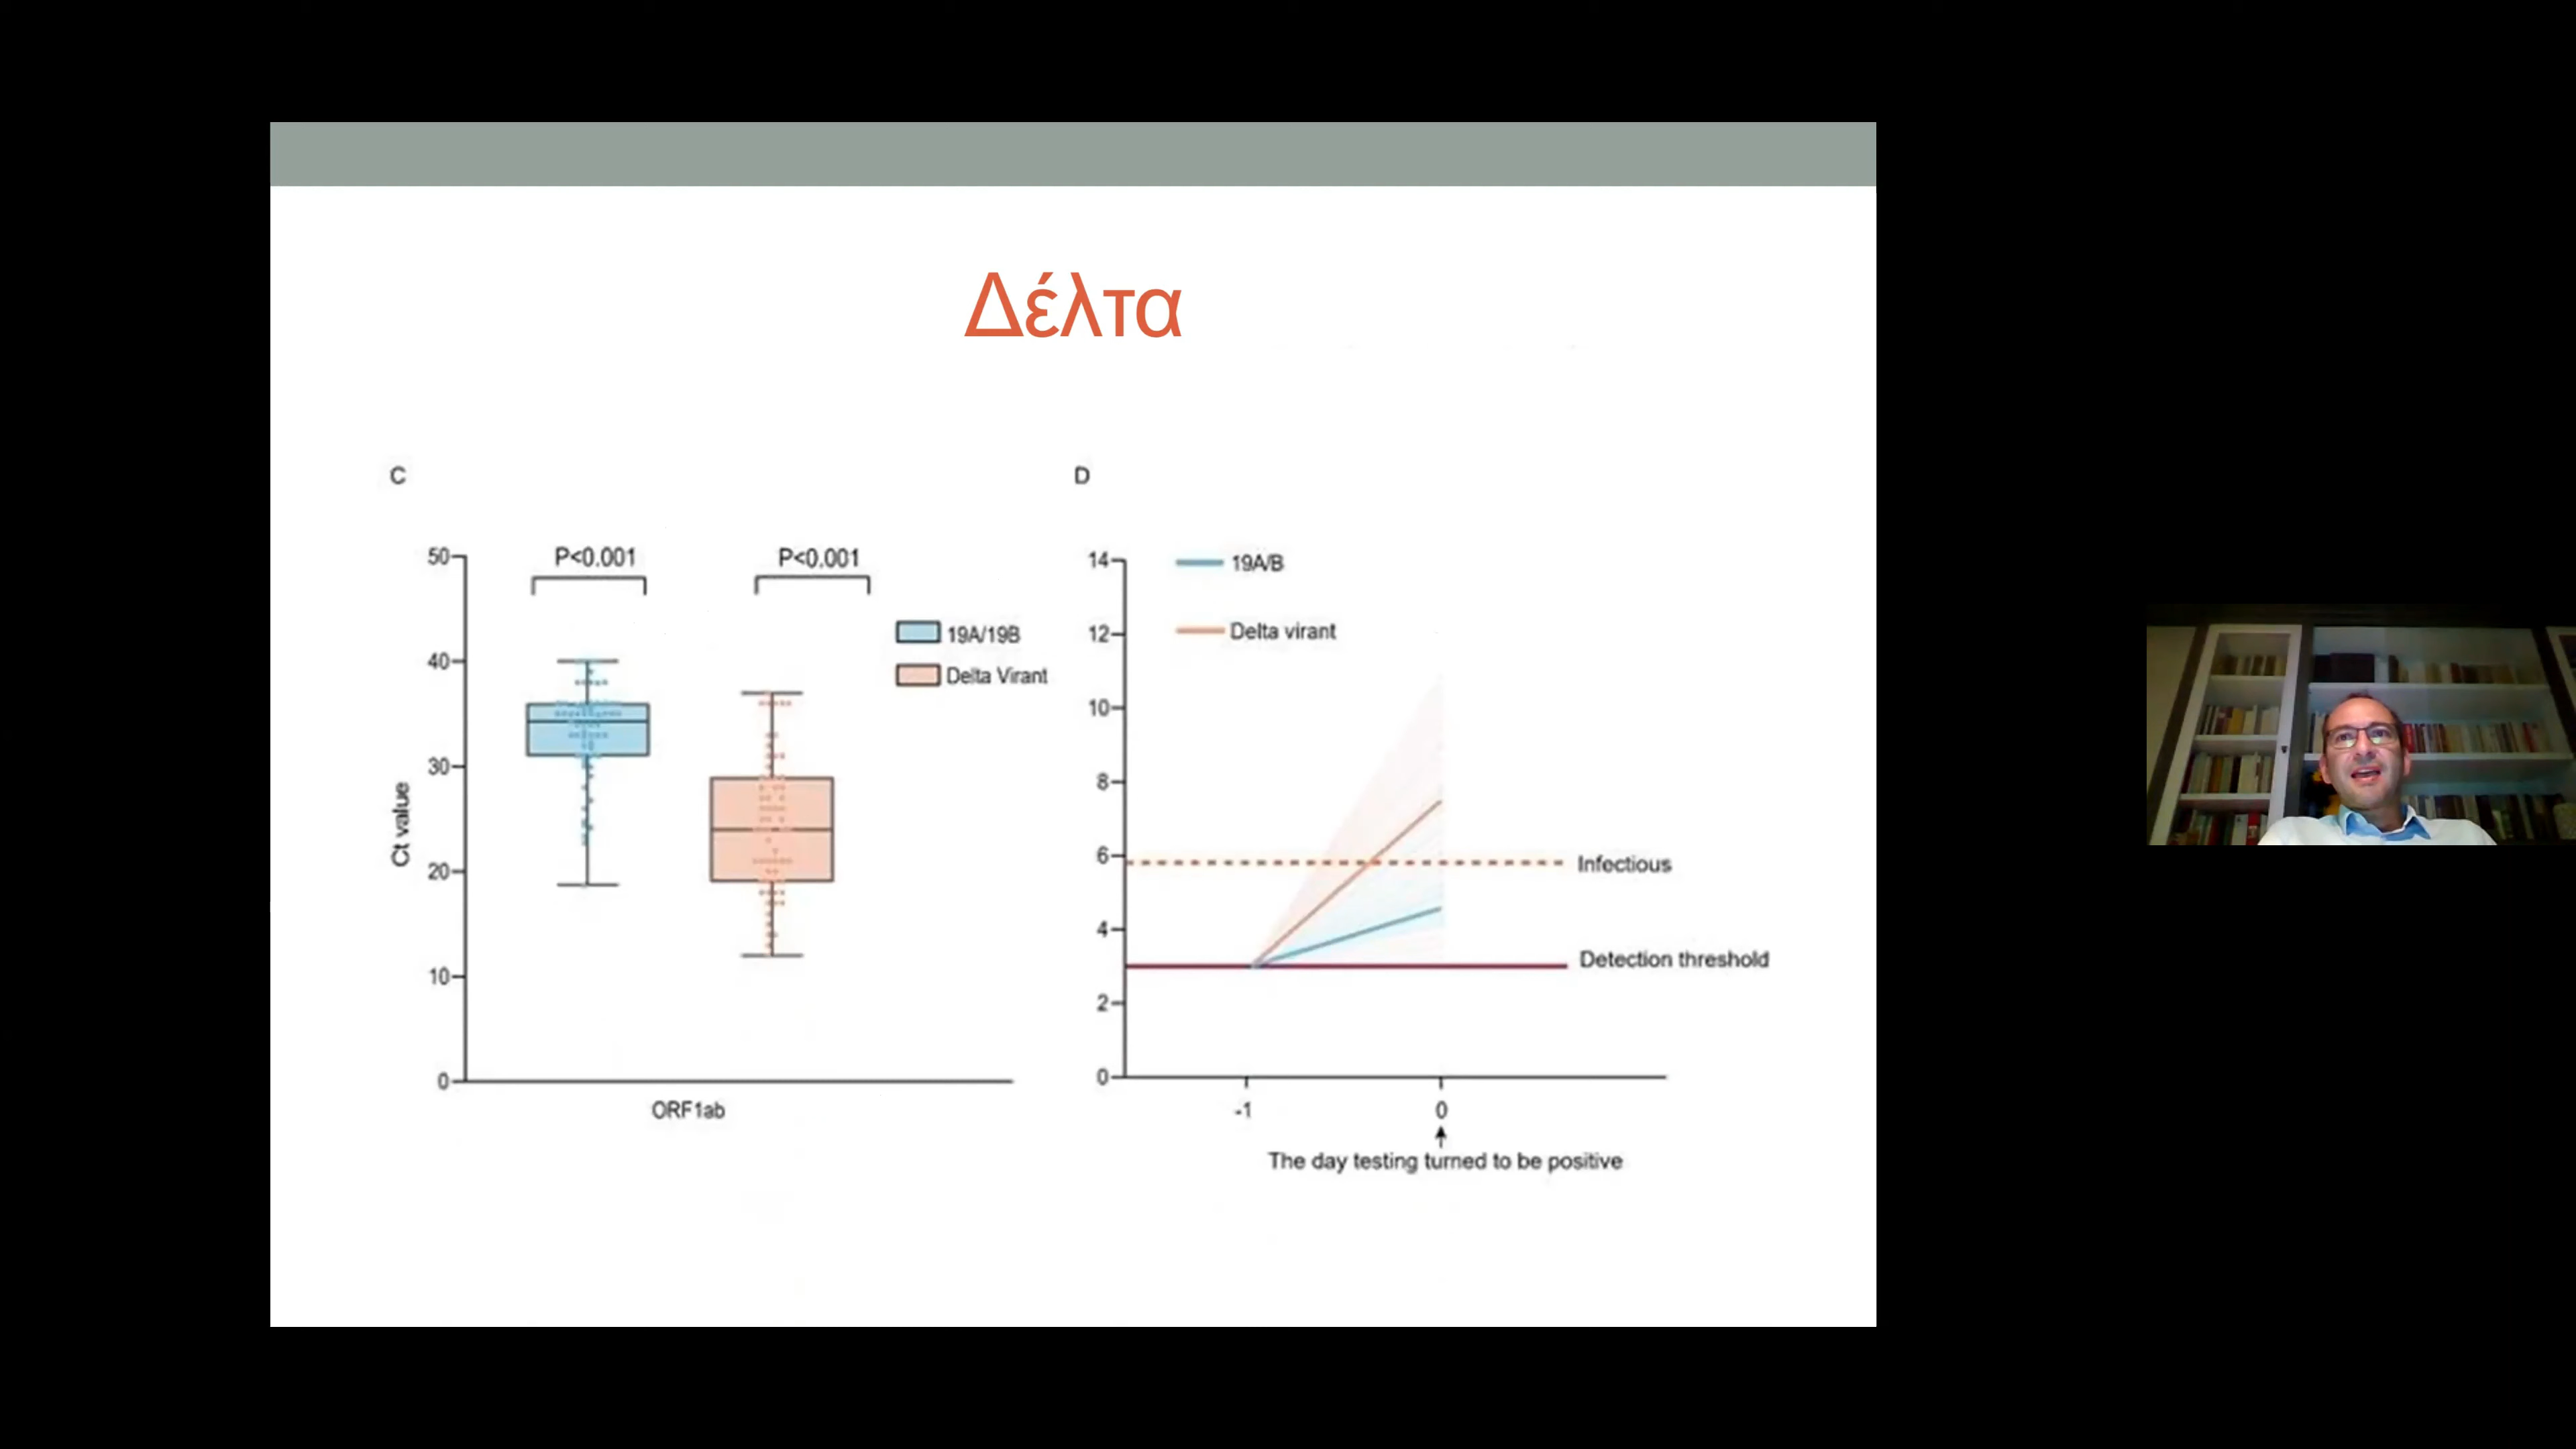 Δέλτα
C
50
40
30
20
10
0
Ct value
P<0.001
P<0.001
19A/19B
Delta Virant
ORF1ab
D
14
12
10
8
6
4
2
0
19A/B
Delta virant
Infectious
Detection threshold
-1
0
The day testing turned to be positive